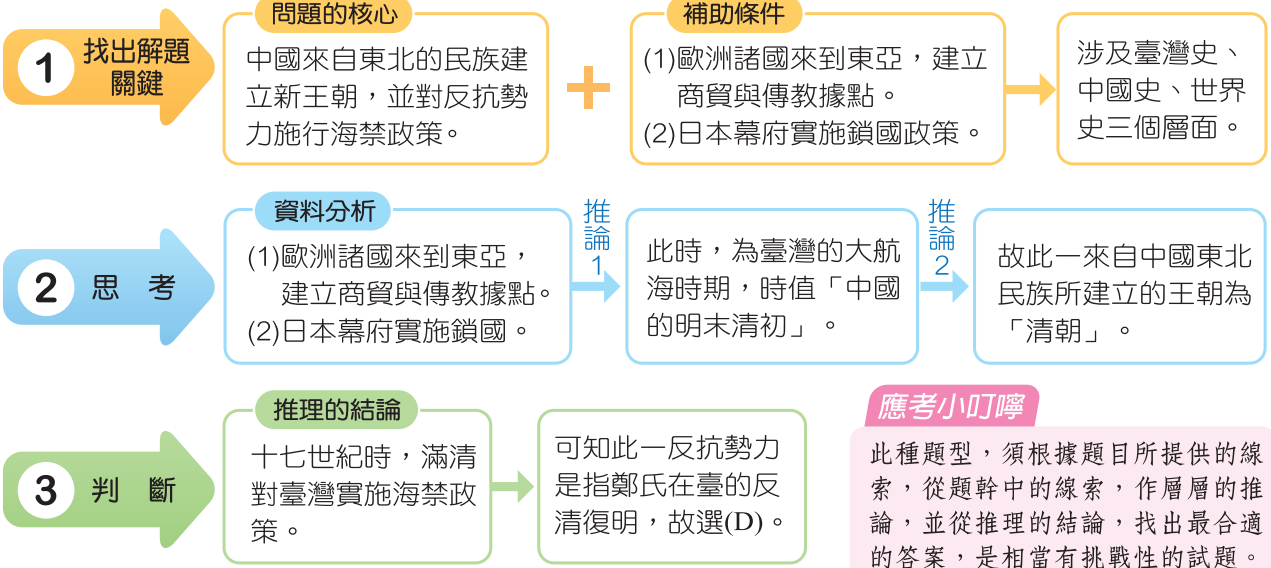 1 找出解題
關鍵
問題的核心
中國來自東北的民族建
立新王朝，並對反抗勢
力施行海禁政策。
+
補助條件
(1)歐洲諸國來到東亞，建立
商貿與傳教據點。
(2)日本幕府實施鎖國政策。
涉及臺灣史、
中國史、世界
史三個層面。
2 思 考
資料分析
(1)歐洲諸國來到東亞，
建立商貿與傳教據點。
(2)日本幕府實施鎖國。
推論1
此時，為臺灣的大航
海時期，時值「中國
的明末清初」。
推論2
故此一來自中國東北
民族所建立的王朝為
「清朝」。
3 判 斷
推理的結論
十七世紀時，滿清
對臺灣實施海禁政
策。
可知此一反抗勢力
是指鄭氏在臺的反
清復明，故選(D)。
應考小叮嚀
此種題型，須根據題目所提供的線
索，從題幹中的線索，作層層的推
論，並從推理的結論，找出最合適
的答案，是相當有挑戰性的試題。